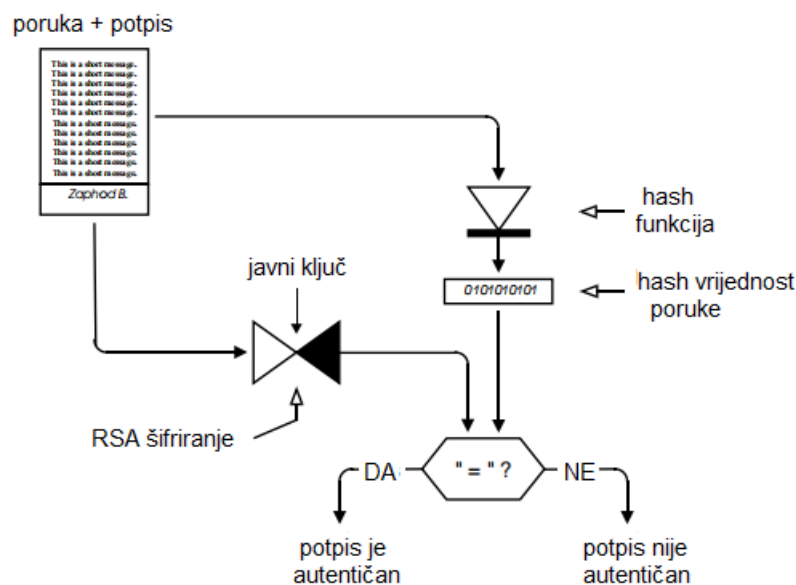 poruka + potpis
This is a short message.
This is a short message.
This is a short message.
This is a short message.
This is a short message.
This is a short message.
This is a short message.
This is a short message.
This is a short message.
This is a short message.
This is a short message.
This is a short message.
Zaphod B.
hash
funkcija
javni ključ
0101010101
hash vrijednost
poruke
RSA šifriranje
DA
" = " ?
NE
potpis je
autentičan
potpis nije
autentičan